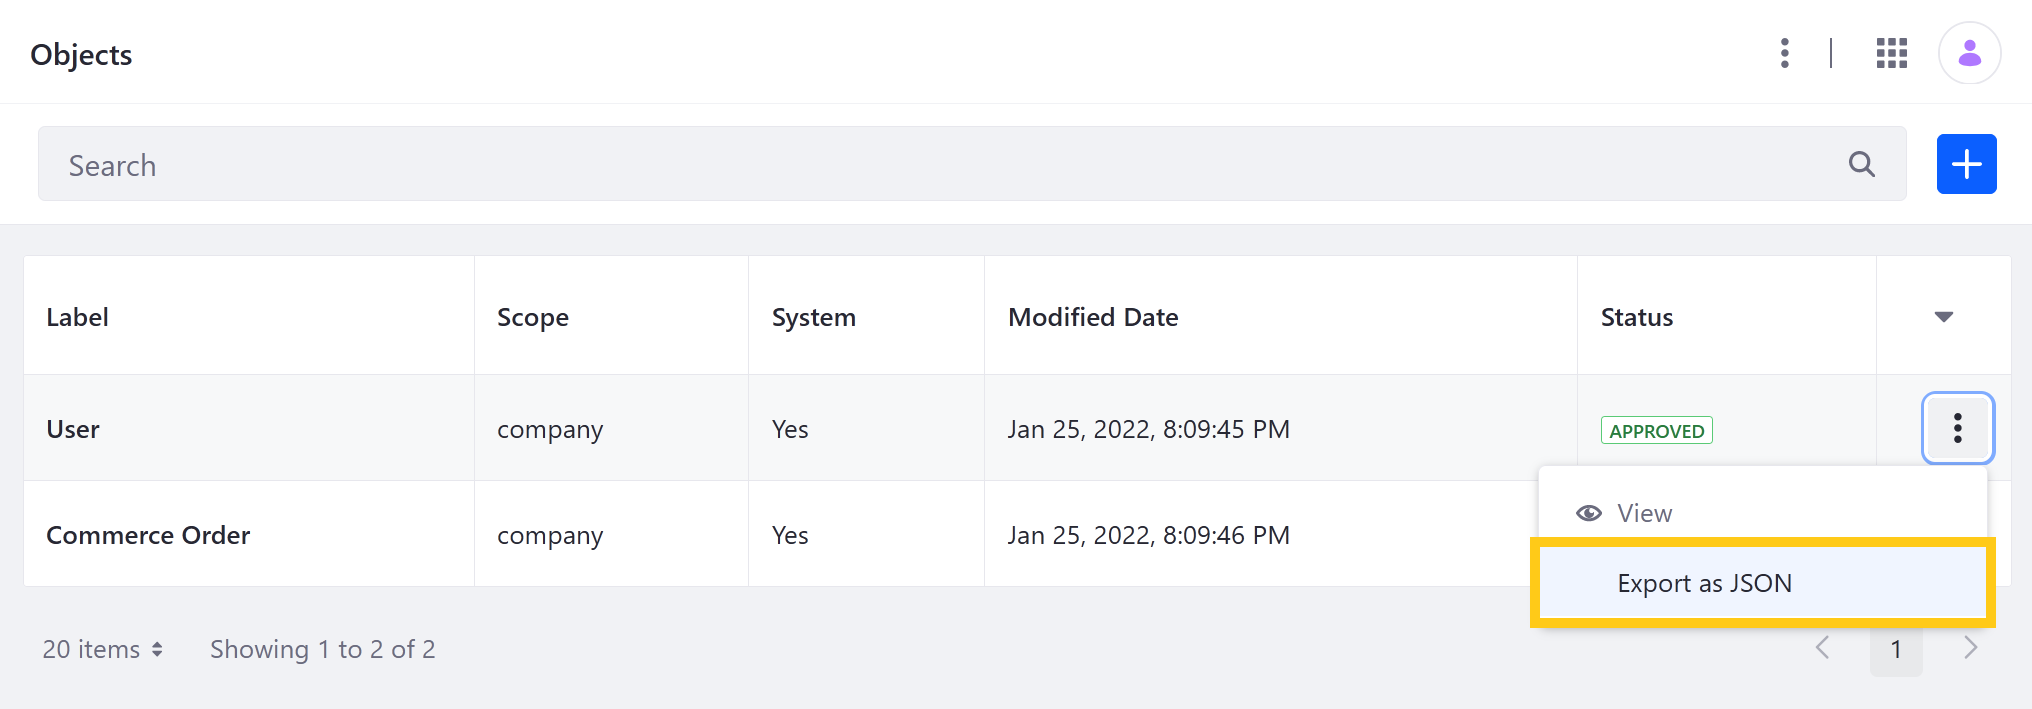 Objects
Search
Label Scope System Modified Date Status
User company Yes Jan 25, 2022, 8:09:45 PM APPROVED
View
Commerce Order company Yes Jan 25, 2022, 8:09:46 PM
Export as JSON
20 items Showing 1 to 2 of 2 1